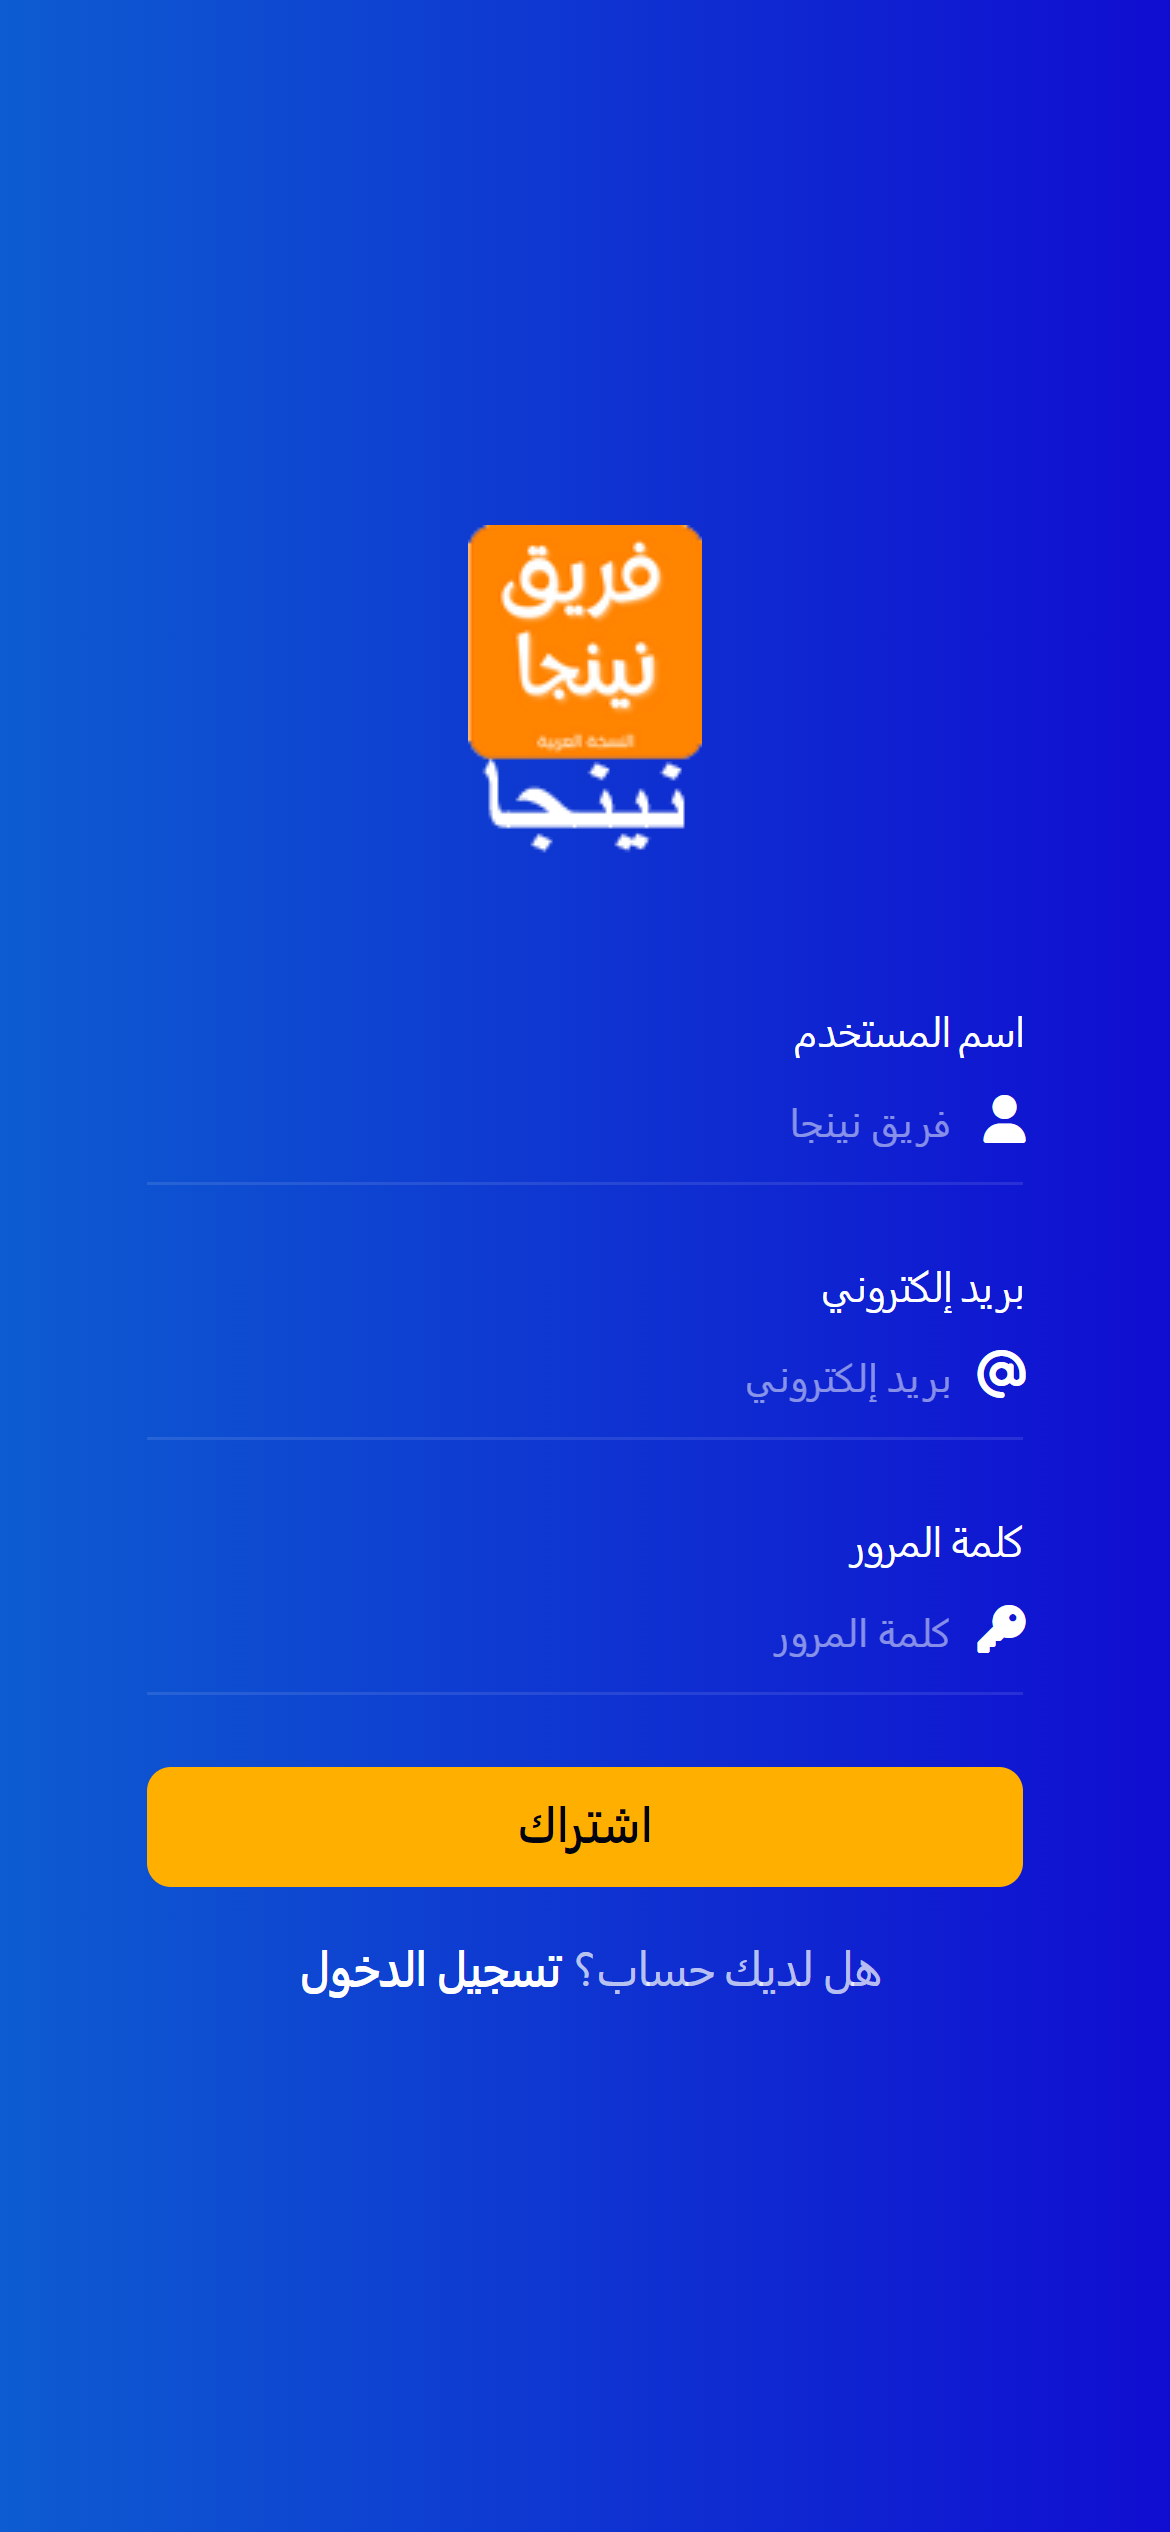 فريق
نينجا
النسخة العربية
نينجا
اسم المستخدم
فريق نينجا
بريد إلكتروني
بريد إلكتروني
كلمة المرور
كلمة المرور
اشتراك
هل لديك حساب؟ تسجيل الدخول